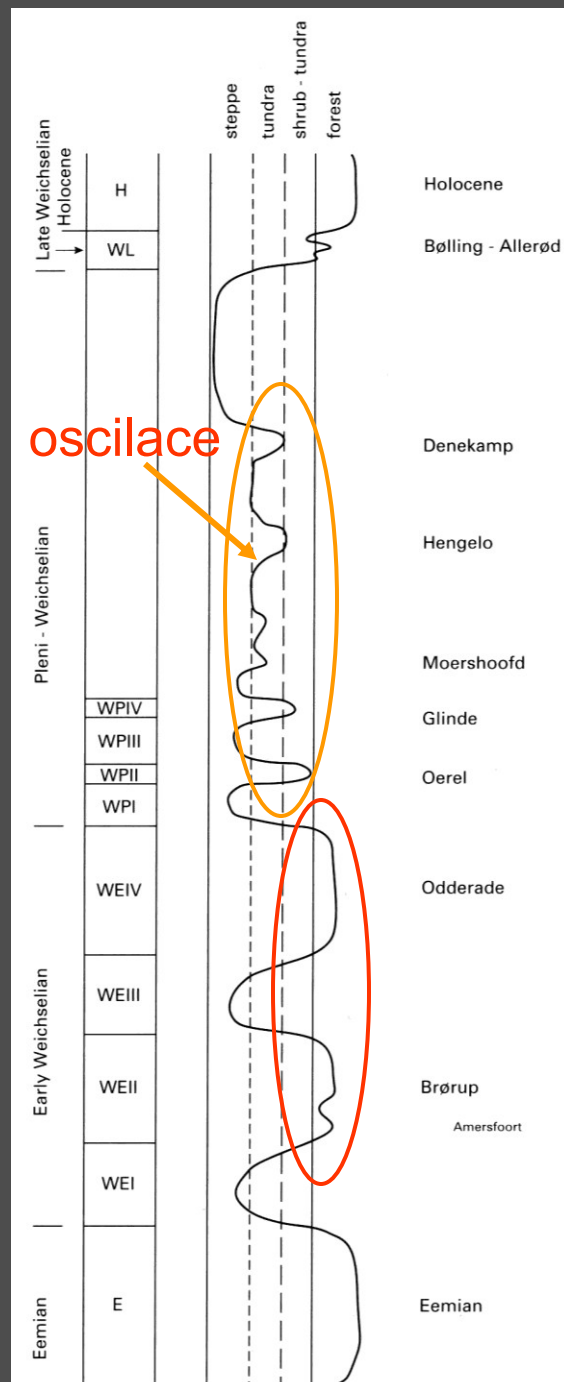 steppe
tundra
shrub - tundra
forest
Late Weichselian
Holocene
H
Holocene
WL
Bølling - Allerød
oscilace
Denekamp
Hengelo
Pleni - Weichselian
Moershoofd
WPIV
Glinde
WPIII
WPII
Oerel
WPI
WEIV
Odderade
Early Weichselian
WEIII
WEII
Brørup
Amersfoort
WEI
Eemian
E
Eemian